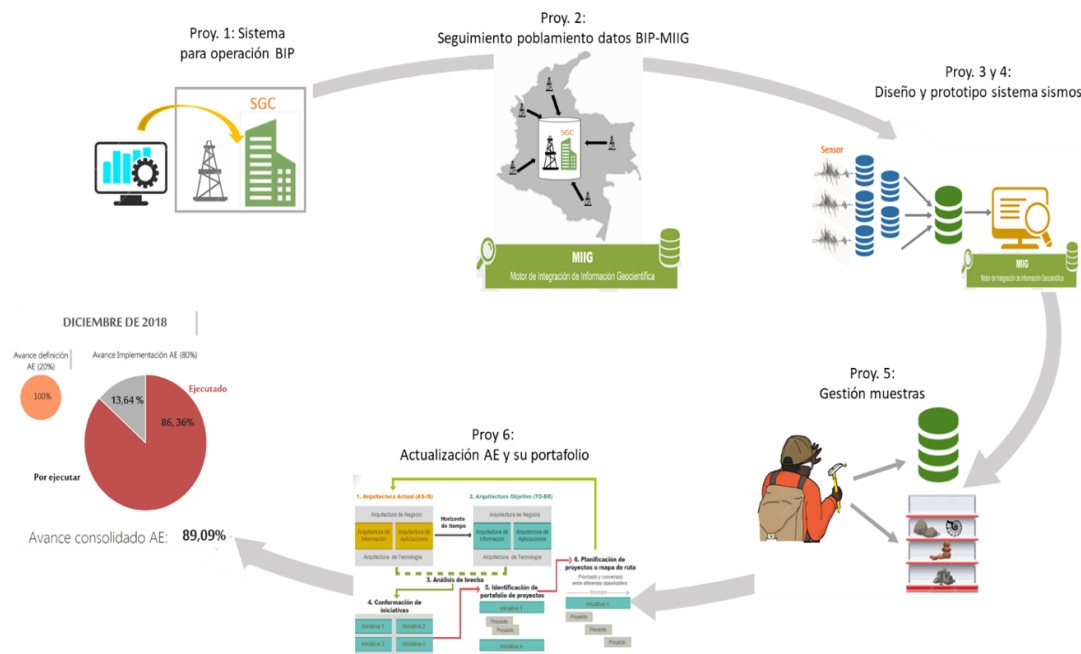 Proy. 1: Sistema
para operación BIP
SGC
Proy. 2:
Seguimiento poblamiento datos BIP-MIIG
SGC
MIIG
Motor de Integración de Información Geocientífica
Proy. 3 y 4:
Diseño y prototipo sistema sismos
Sensor
MIIG
Motor de Integración de Información Geocientífica
Proy. 5:
Gestión muestras
Proy 6:
Actualización AE y su portafolio
1. Arquitectura Actual (AS-IS)
Arquitectura de Negocio
Arquitectura de
Información
Arquitectura de
Aplicaciones
Arquitectura de Tecnología
Horizonte
de tiempo
2. Arquitectura Objetivo (TO-BE)
Arquitectura de Negocio
Arquitectura de
Información
Arquitectura de
Aplicaciones
Arquitectura de Tecnología
3. Análisis de brecha
4. Conformación de
iniciativas
Iniciativa 1
Iniciativa 2
Iniciativa 3
Iniciativa n
5. Identificación de
portafolio de proyectos
Iniciativa 1
Proyecto
Proyecto
Iniciativa n
6. Planificación de
proyectos o mapa de ruta
Priorizado y concertado
entre diferentes stakeholders
tiempo
Iniciativa n
Proyecto
Proyecto
Proyecto
DICIEMBRE DE 2018
Avance definición
AE (20%)
100%
Avance Implementación AE (80%)
Ejecutado
13,64 %
86, 36%
Por ejecutar
Avance consolidado AE: 89,09%